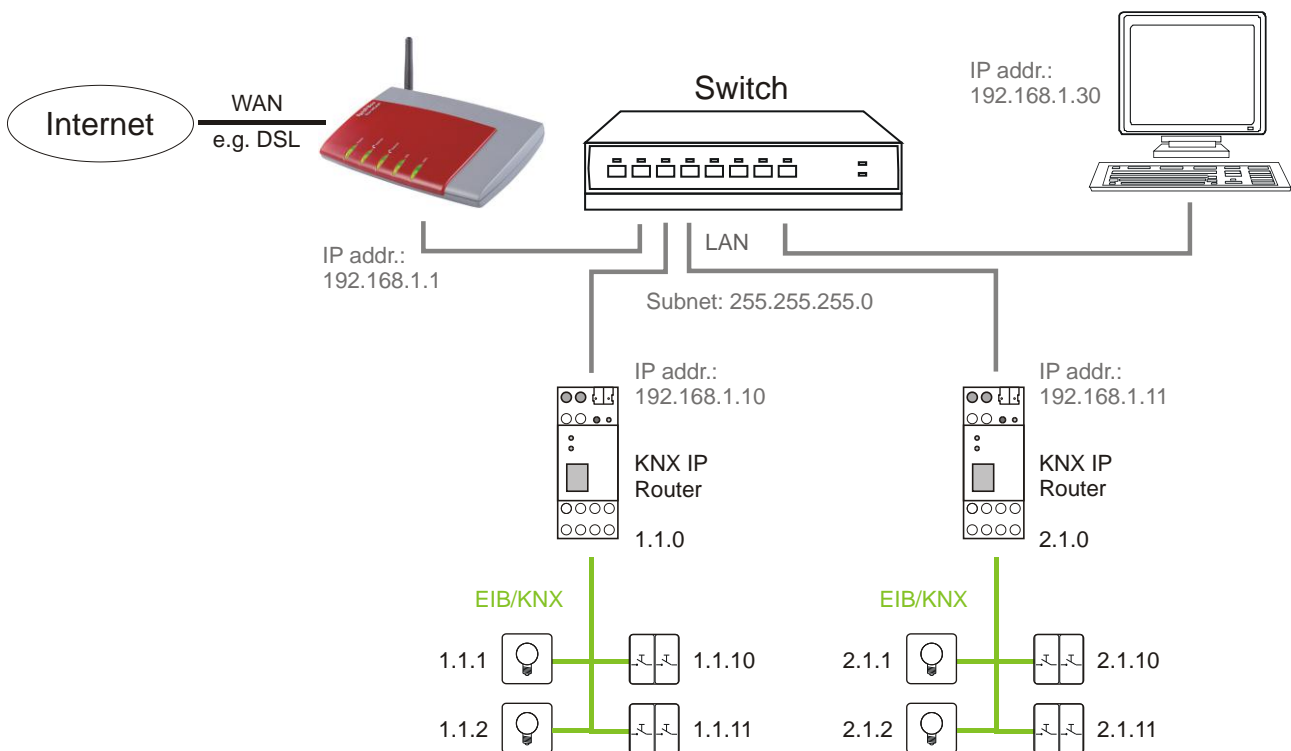 Internet
WAN
e.g. DSL
Switch
IP addr.:
192.168.1.30
IP addr.:
192.168.1.1
LAN
Subnet: 255.255.255.0
IP addr.:
192.168.1.10
IP addr.:
192.168.1.11
KNX IP
Router
1.1.0
KNX IP
Router
2.1.0
EIB/KNX
EIB/KNX
1.1.1
1.1.10
2.1.1
2.1.10
1.1.2
1.1.11
2.1.2
2.1.11